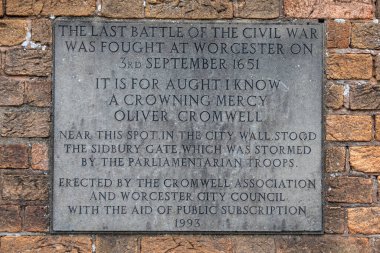 THE LAST BATTLE OF THE CIVIL WAR
WAS FOUGHT AT WORCESTER ON
3RD SEPTEMBER 1651
IT IS FOR AUGHT I KNOW
A CROWNING MERCY
OLIVER CROMWELL
NEAR THIS SPOT IN THE CITY WALL STOOD
THE SIDBURY GATE, WHICH WAS STORMED
BY THE PARLIAMENTARIAN TROOPS.
ERECTED BY THE CROMWELL ASSOCIATION
AND WORCESTER CITY COUNCIL
WITH THE AID OF PUBLIC SUBSCRIPTION
1993